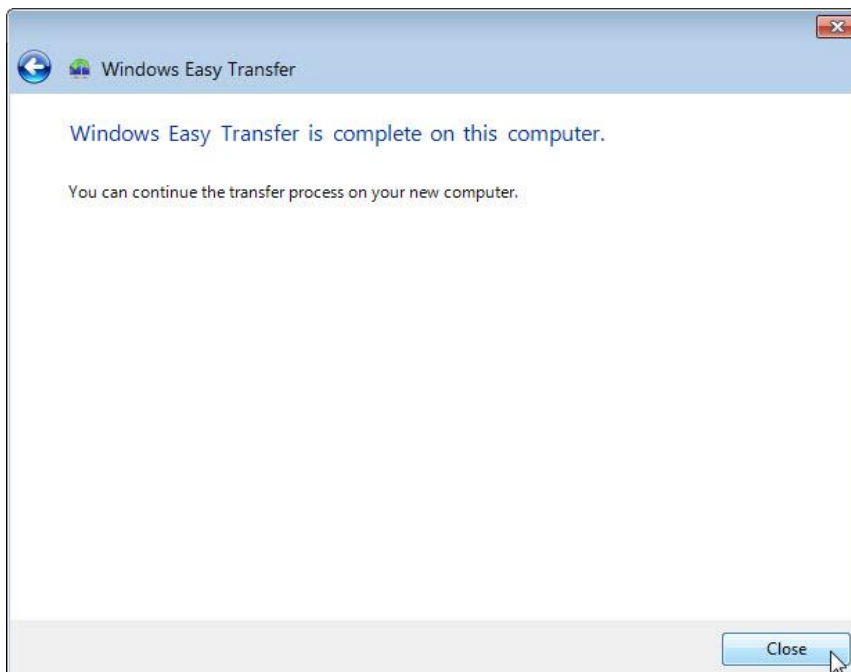 Windows Easy Transfer
Windows Easy Transfer is complete on this computer.
You can continue the transfer process on your new computer.
Close